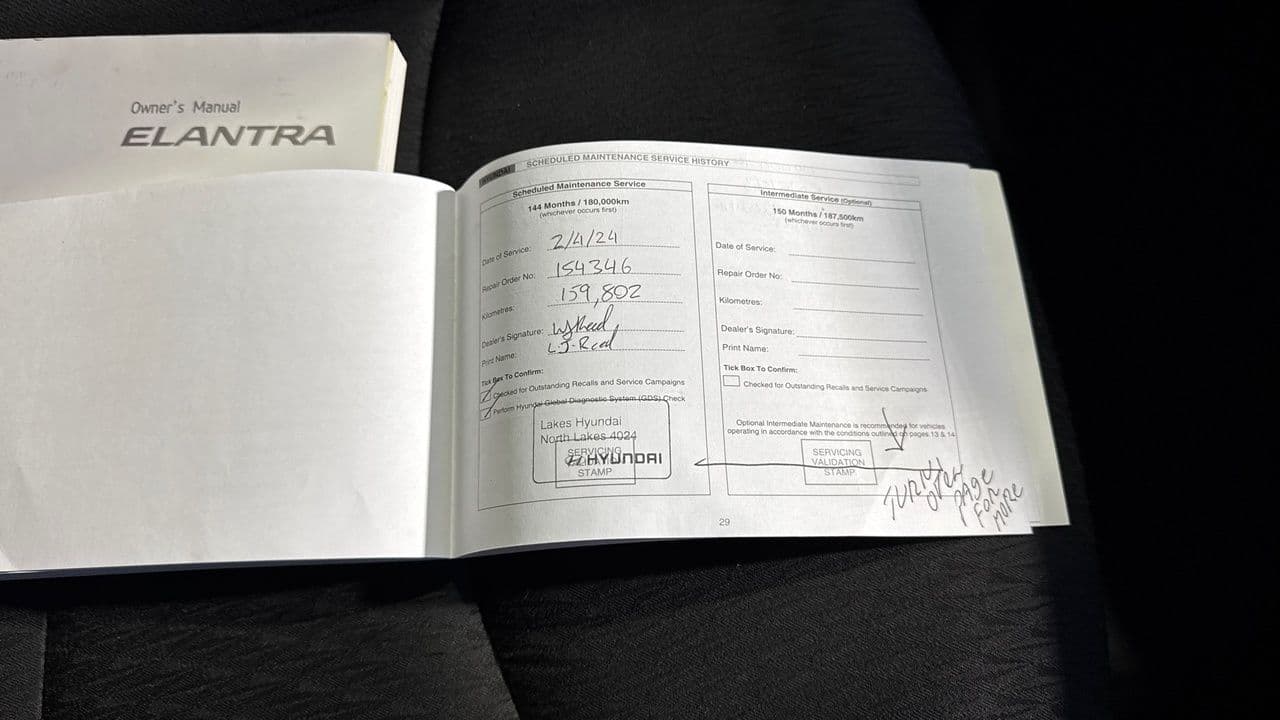 Owner's Manual
ELANTRA
HYUNDAI SCHEDULED MAINTENANCE SERVICE HISTORY
Scheduled Maintenance Service
144 Months / 180,000km
(whichever occurs first)
Date of Service: 2/4/24
Repair Order No: 154346
Kilometres: 159,802
Dealer's Signature:
Print Name: L.J. Reed
Tick Box To Confirm:
Checked for Outstanding Recalls and Service Campaigns
Perform Hyundai Global Diagnostic System (GDS) Check
Lakes Hyundai
North Lakes 4024
HYUNDAI
SERVICING
VALIDATION
STAMP
Intermediate Service (Optional)
150 Months / 187,500km
(whichever occurs first)
Date of Service:
Repair Order No:
Kilometres:
Dealer's Signature:
Print Name:
Tick Box To Confirm:
Checked for Outstanding Recalls and Service Campaigns
Optional Intermediate Maintenance is recommended for vehicles
operating in accordance with the conditions outlined on pages 13 & 14
SERVICING
VALIDATION
STAMP
TURN
OVER
PAGE
FOR
MORE
29